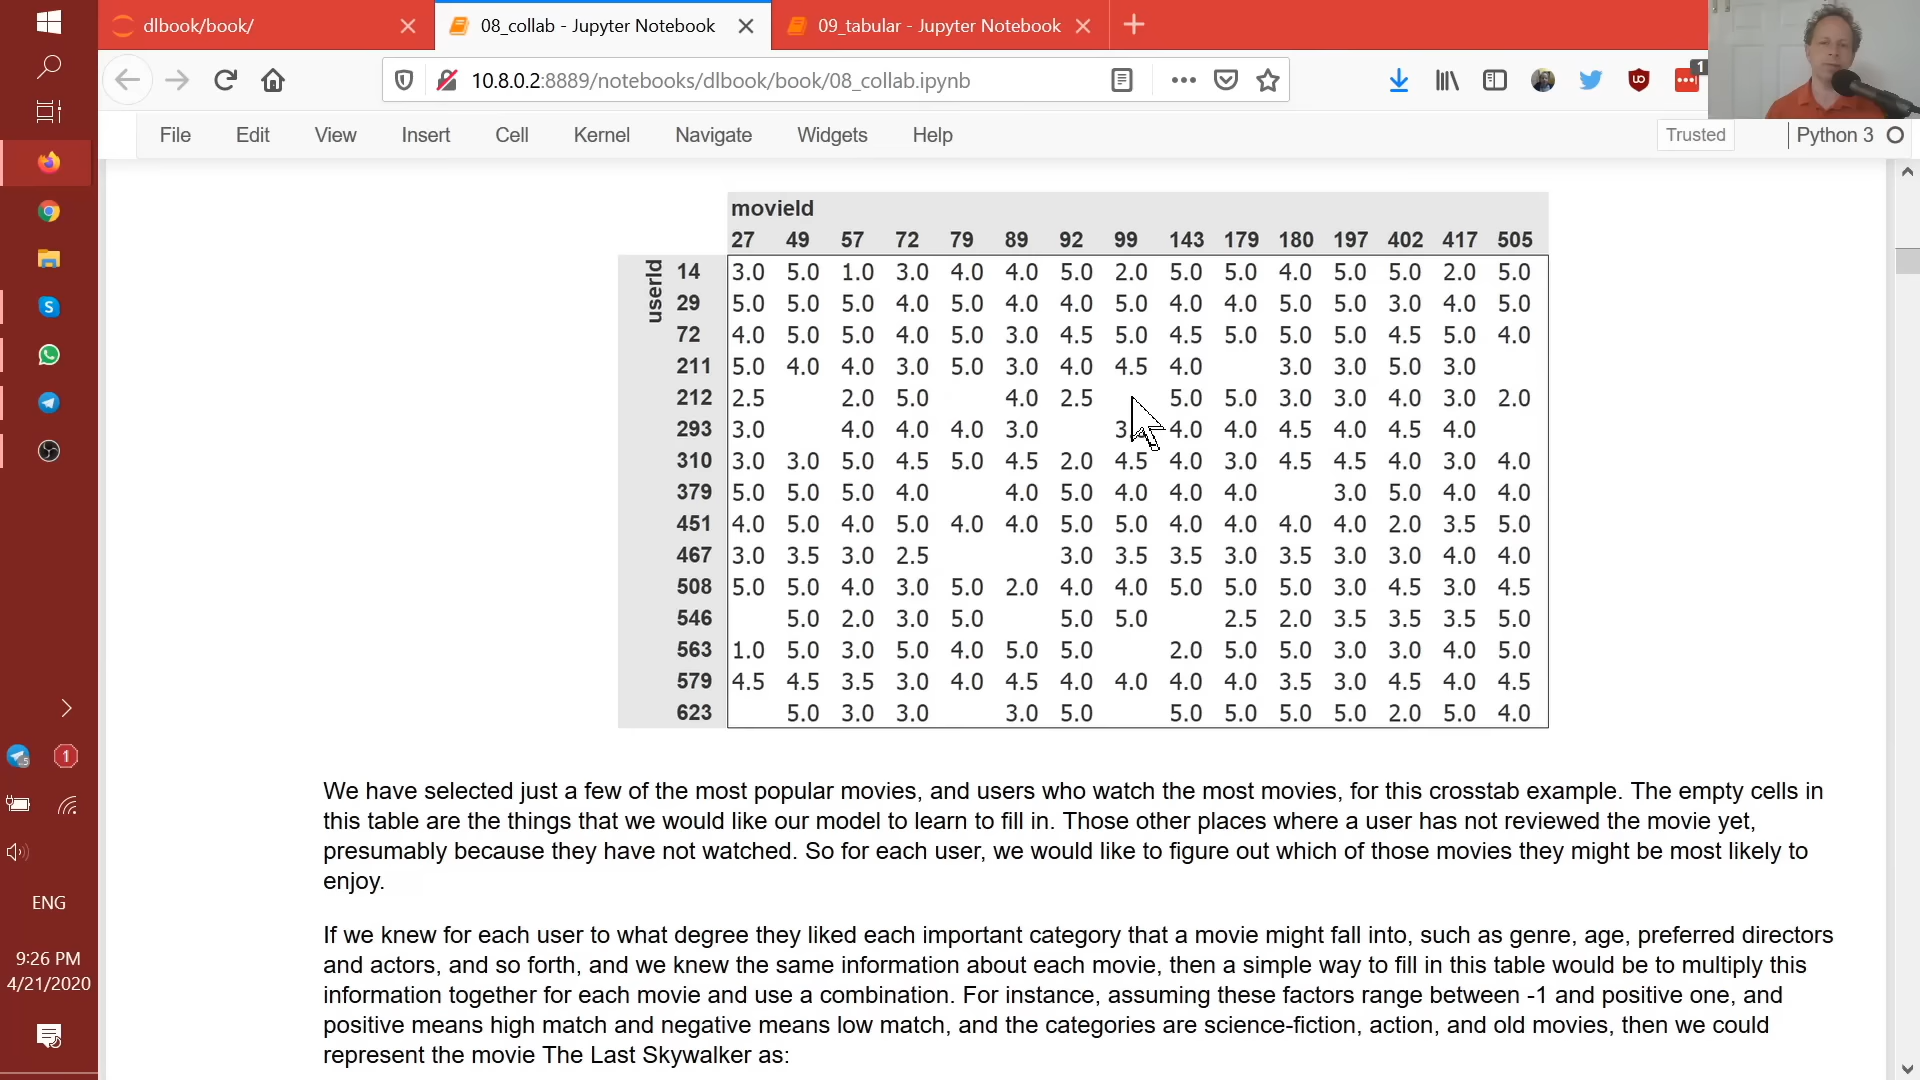 dlbook/book/
08_collab - Jupyter Notebook
09_tabular - Jupyter Notebook
10.8.0.2:8889/notebooks/dlbook/book/08_collab.ipynb
1
File Edit View Insert Cell Kernel Navigate Widgets Help
Trusted
Python 3
movieId
27 49 57 72 79 89 92 99 143 179 180 197 402 417 505
userId
14 3.0 5.0 1.0 3.0 4.0 4.0 5.0 2.0 5.0 5.0 4.0 5.0 5.0 2.0 5.0
29 5.0 5.0 5.0 4.0 5.0 4.0 4.0 5.0 4.0 4.0 5.0 5.0 3.0 4.0 5.0
72 4.0 5.0 5.0 4.0 5.0 3.0 4.5 5.0 4.5 5.0 5.0 5.0 4.5 5.0 4.0
211 5.0 4.0 4.0 3.0 5.0 3.0 4.0 4.5 4.0 3.0 3.0 5.0 3.0
212 2.5 2.0 5.0 4.0 2.5 5.0 5.0 3.0 3.0 4.0 3.0 2.0
293 3.0 4.0 4.0 4.0 3.0 4.0 4.0 4.5 4.0 4.5 4.0
310 3.0 3.0 5.0 4.5 5.0 4.5 2.0 4.5 4.0 3.0 4.5 4.5 4.0 3.0 4.0
379 5.0 5.0 5.0 4.0 4.0 5.0 4.0 4.0 4.0 3.0 5.0 4.0 4.0
451 4.0 5.0 4.0 5.0 4.0 4.0 5.0 5.0 4.0 4.0 4.0 4.0 2.0 3.5 5.0
467 3.0 3.5 3.0 2.5 3.0 3.5 3.5 3.0 3.5 3.0 3.0 4.0 4.0
508 5.0 5.0 4.0 3.0 5.0 2.0 4.0 4.0 5.0 5.0 5.0 3.0 4.5 3.0 4.5
546 5.0 2.0 3.0 5.0 5.0 5.0 2.5 2.0 3.5 3.5 3.5 5.0
563 1.0 5.0 3.0 5.0 4.0 5.0 5.0 2.0 5.0 5.0 3.0 3.0 4.0 5.0
579 4.5 4.5 3.5 3.0 4.0 4.5 4.0 4.0 4.0 4.0 3.5 3.0 4.5 4.0 4.5
623 5.0 3.0 3.0 3.0 5.0 5.0 5.0 5.0 5.0 2.0 5.0 4.0
We have selected just a few of the most popular movies, and users who watch the most movies, for this crosstab example. The empty cells in
this table are the things that we would like our model to learn to fill in. Those other places where a user has not reviewed the movie yet,
presumably because they have not watched. So for each user, we would like to figure out which of those movies they might be most likely to
enjoy.
If we knew for each user to what degree they liked each important category that a movie might fall into, such as genre, age, preferred directors
and actors, and so forth, and we knew the same information about each movie, then a simple way to fill in this table would be to multiply this
information together for each movie and use a combination. For instance, assuming these factors range between -1 and positive one, and
positive means high match and negative means low match, and the categories are science-fiction, action, and old movies, then we could
represent the movie The Last Skywalker as:
1
ENG
9:26 PM
4/21/2020